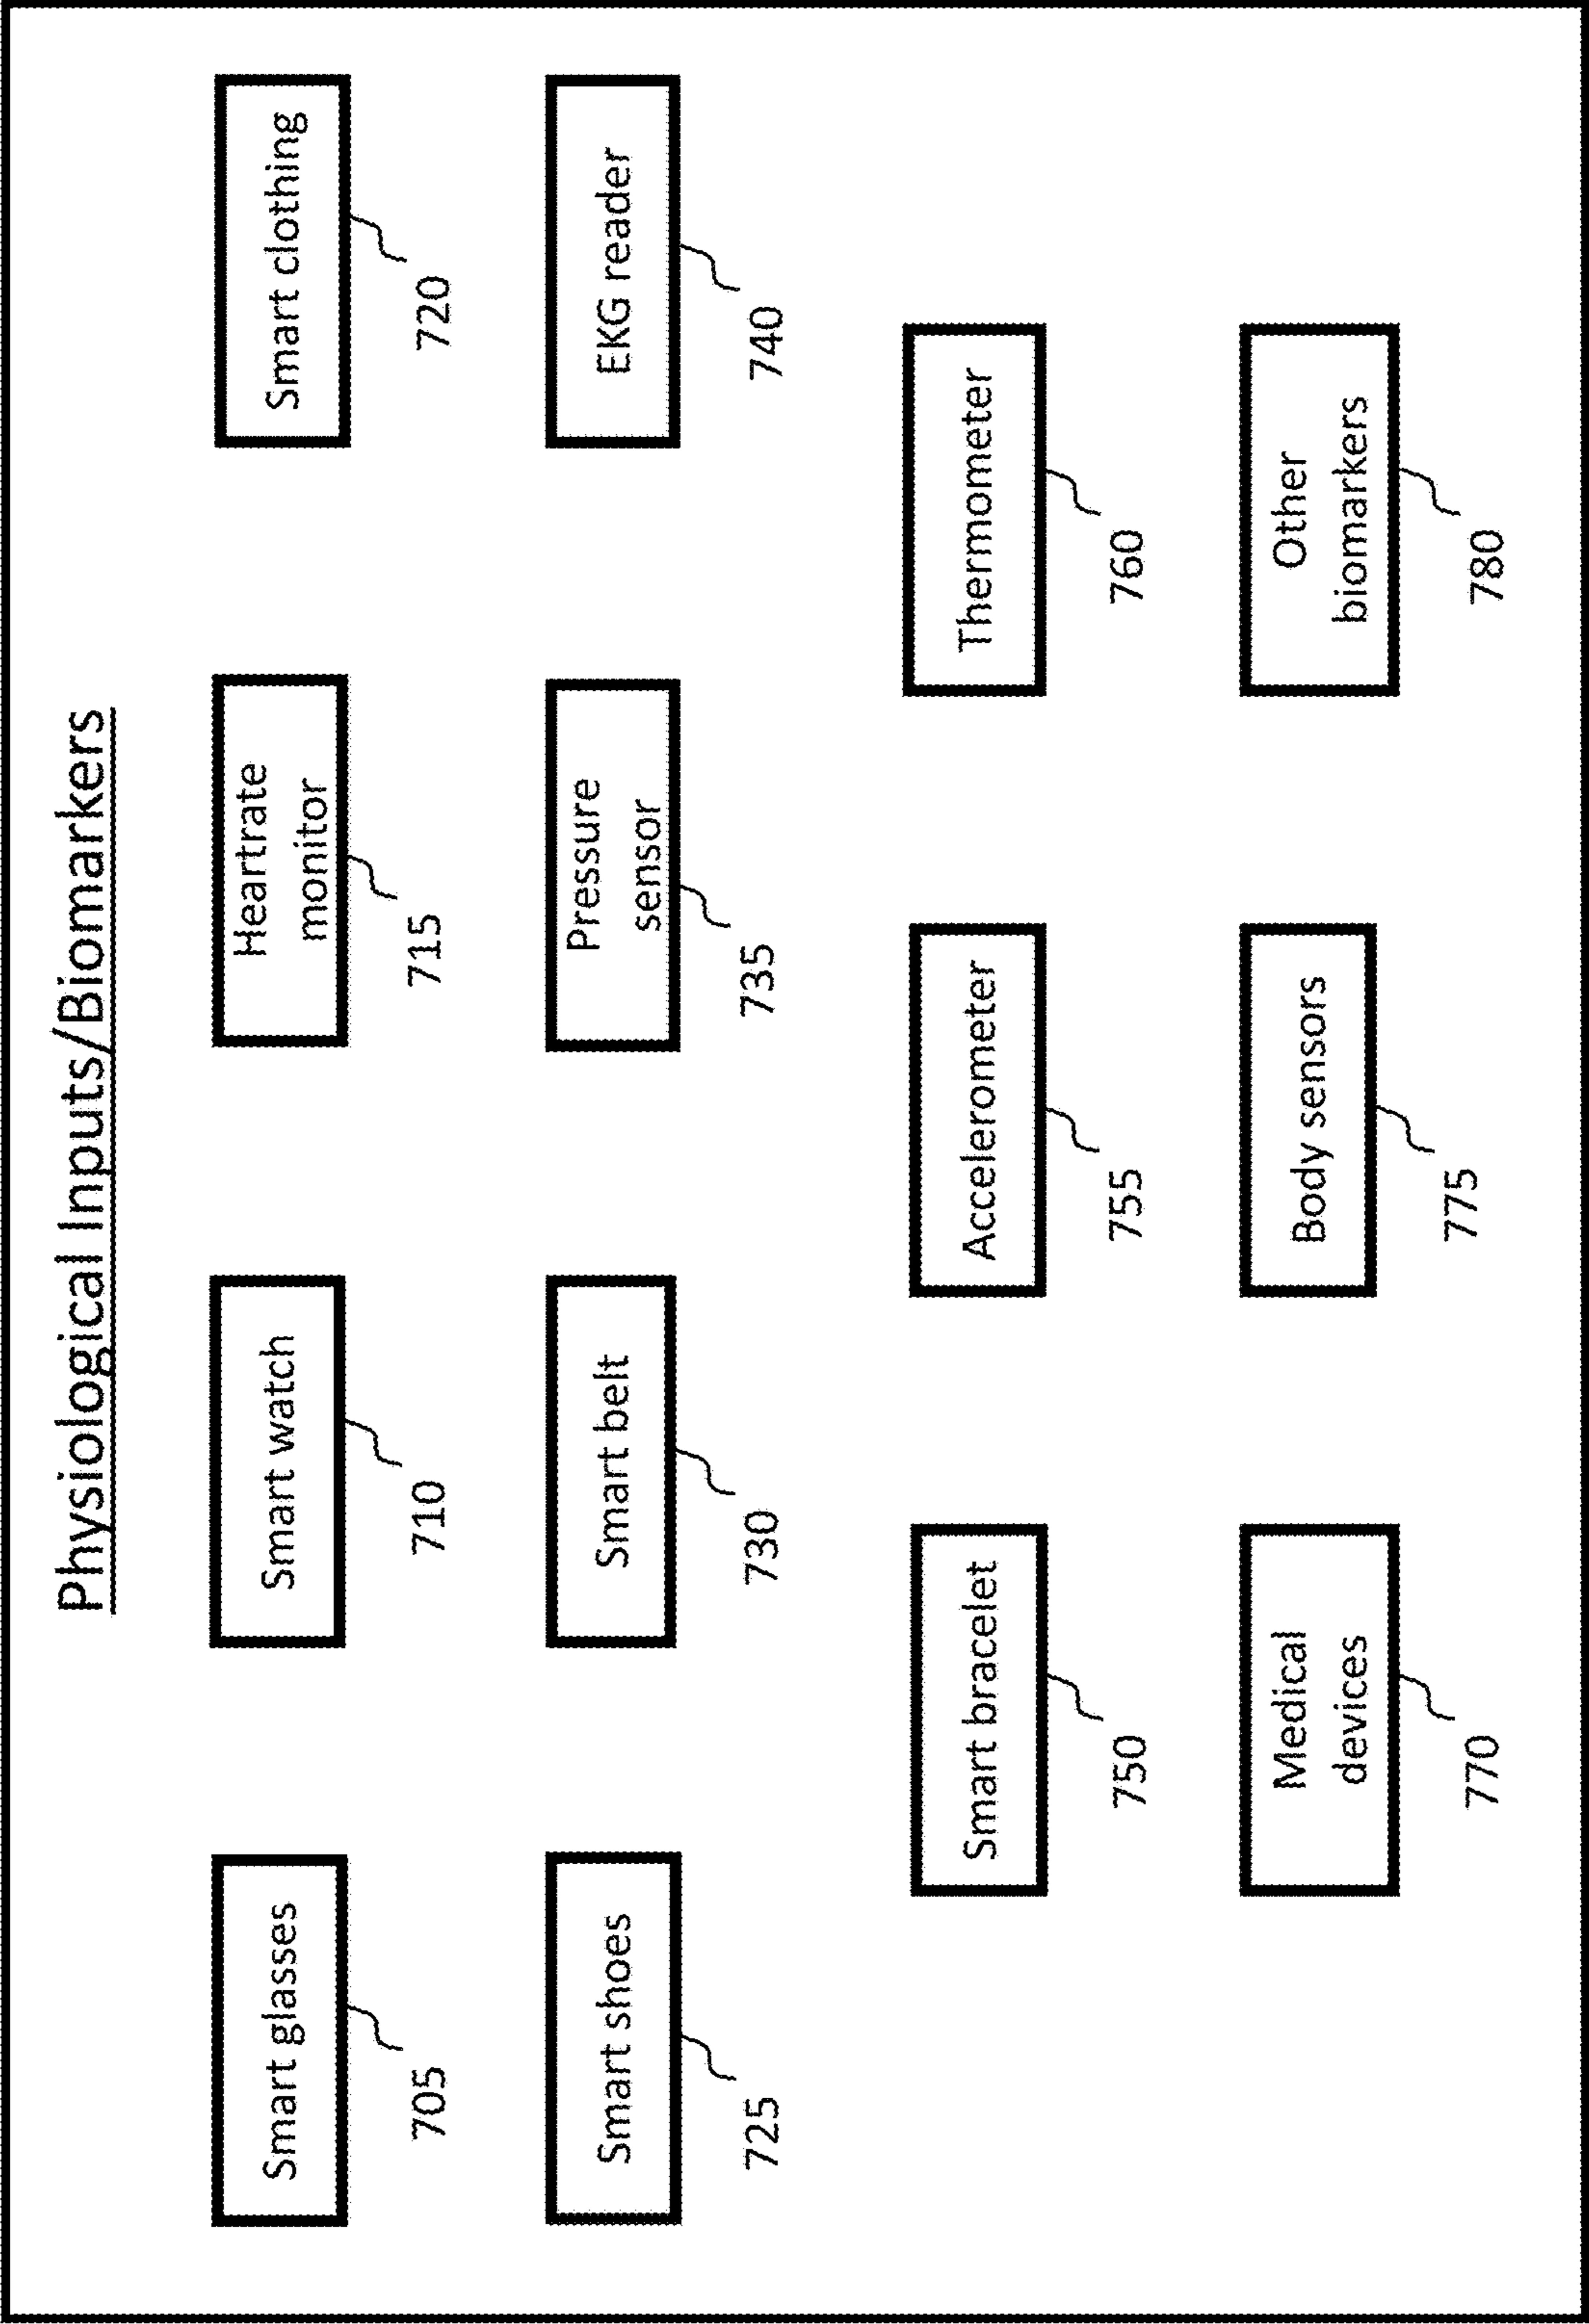 Physiological Inputs/Biomarkers
Smart glasses
705
Smart watch
710
Heartrate
monitor
715
Smart clothing
720
Smart shoes
725
Smart belt
730
Pressure
sensor
735
EKG reader
740
Smart bracelet
750
Accelerometer
755
Thermometer
760
Medical
devices
770
Body sensors
775
Other
biomarkers
780